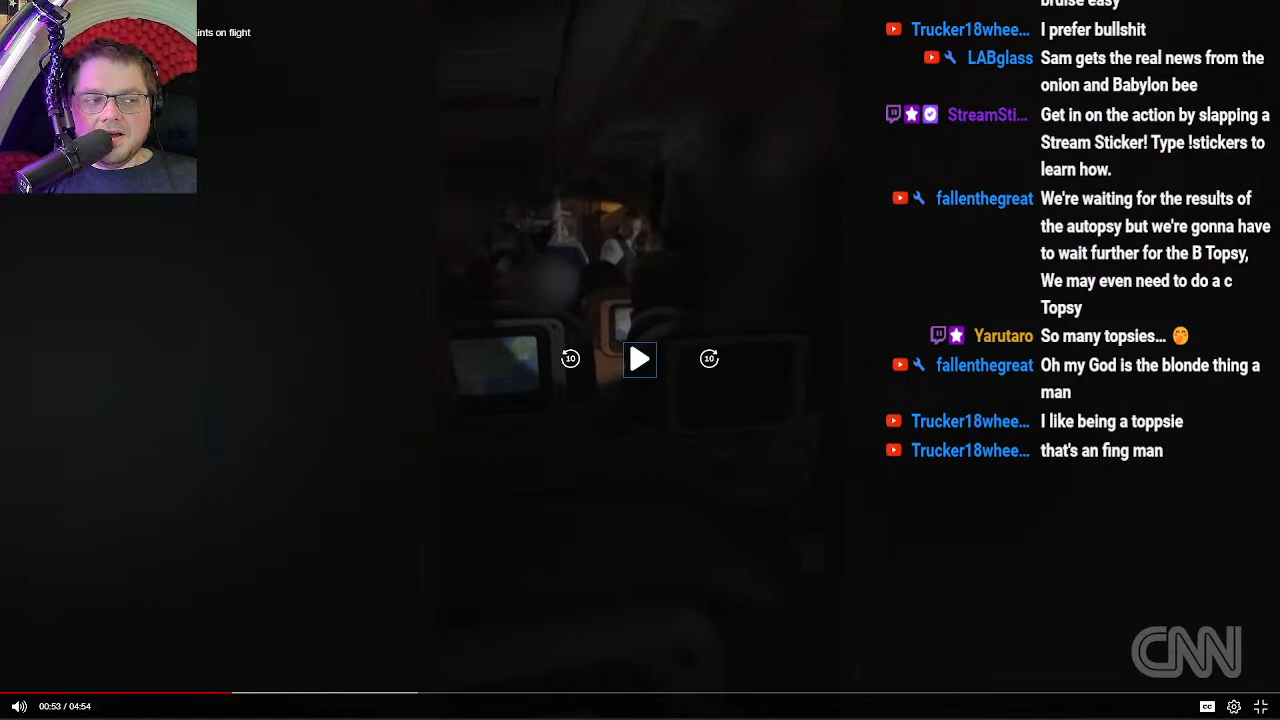 ints on flight
bruise easy
Trucker18whee... I prefer bullshit
LABglass Sam gets the real news from the
onion and Babylon bee
StreamSti... Get in on the action by slapping a
Stream Sticker! Type !stickers to
learn how.
fallenthegreat We're waiting for the results of
the autopsy but we're gonna have
to wait further for the B Topsy,
We may even need to do a c
Topsy
Yarutaro So many topsies... 🤭
fallenthegreat Oh my God is the blonde thing a
man
Trucker18whee... I like being a toppsie
Trucker18whee... that's an fing man
10
10
CNN
00:53 / 04:54
CC